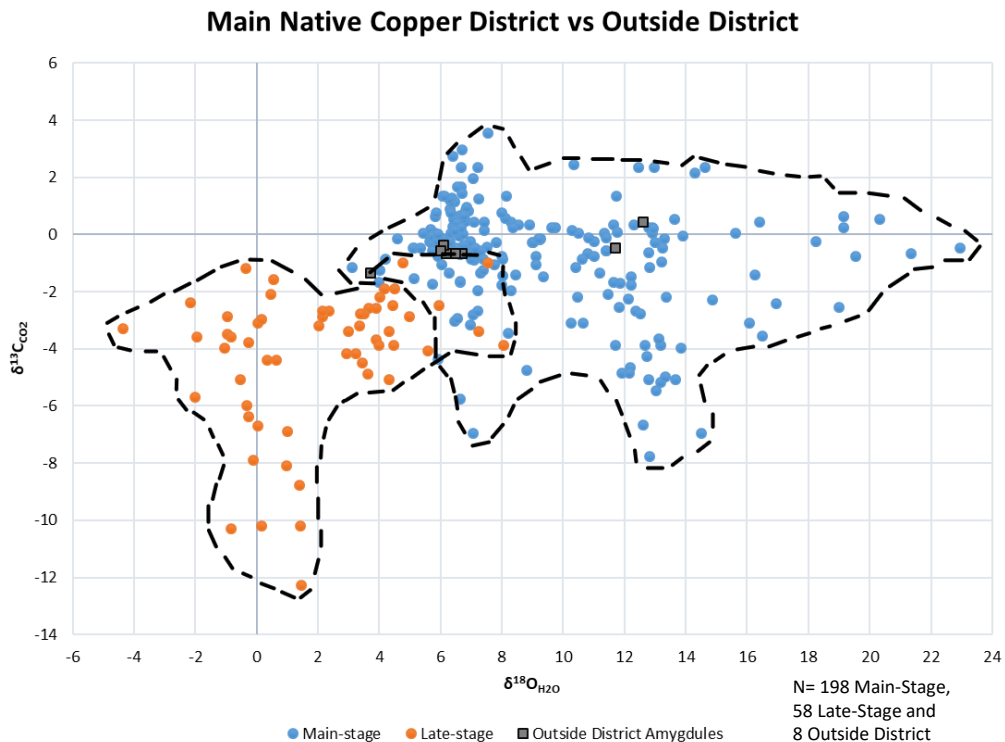 Main Native Copper District vs Outside District
6
4
2
0
-2
-4
-6
-8
-10
-12
-14
δ13CCO2
-6 -4 -2 0 2 4 6 8 10 12 14 16 18 20 22 24
δ18OH2O
N= 198 Main-Stage,
58 Late-Stage and
8 Outside District
Main-stage Late-stage Outside District Amygdules